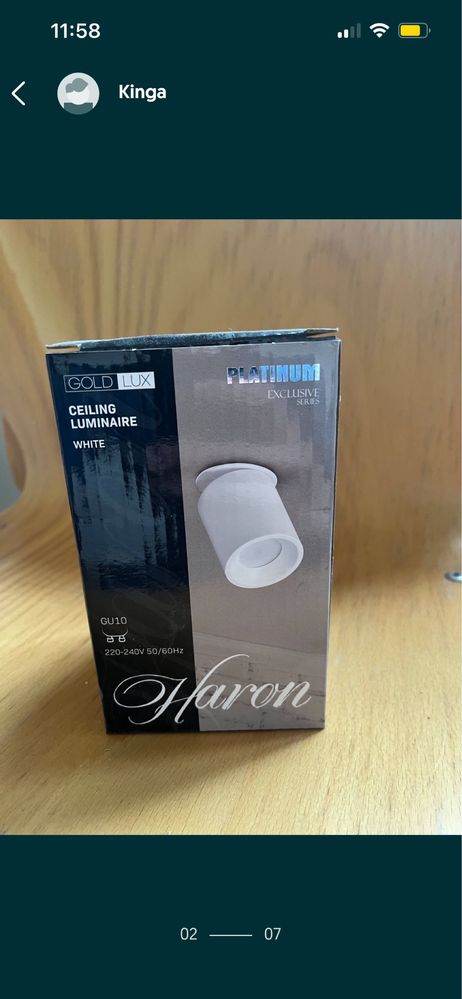 11:58
Kinga
GOLD LUX
PLATINUM
EXCLUSIVE
SERIES
CEILING
LUMINAIRE
WHITE
GU10
220-240V 50/60Hz
Haron
02
07